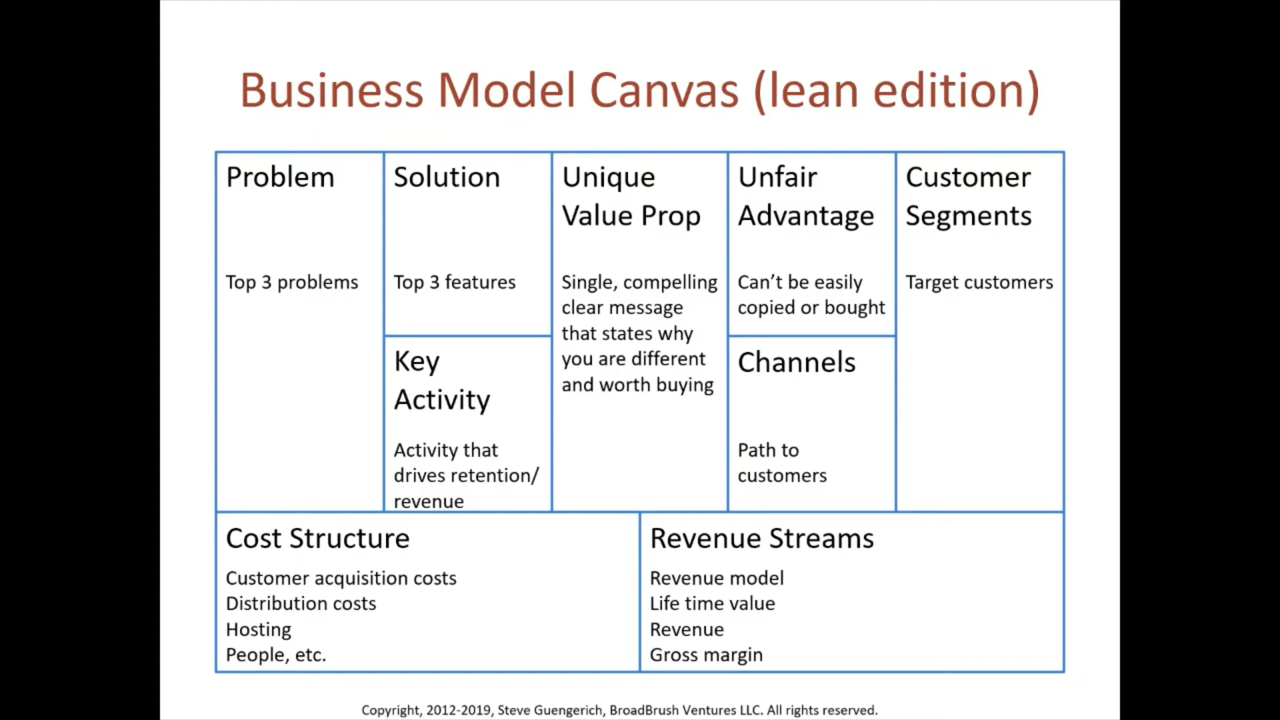 Business Model Canvas (lean edition)
Problem
Top 3 problems
Solution
Top 3 features
Key
Activity
Activity that
drives retention/
revenue
Unique
Value Prop
Single, compelling
clear message
that states why
you are different
and worth buying
Unfair
Advantage
Can’t be easily
copied or bought
Channels
Path to
customers
Customer
Segments
Target customers
Cost Structure
Customer acquisition costs
Distribution costs
Hosting
People, etc.
Revenue Streams
Revenue model
Life time value
Revenue
Gross margin
Copyright, 2012-2019, Steve Guengerich, BroadBrush Ventures LLC. All rights reserved.